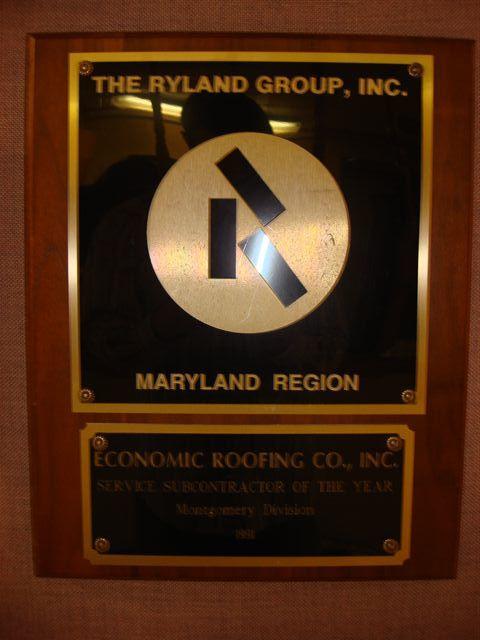 THE RYLAND GROUP, INC.
MARYLAND REGION
ECONOMIC ROOFING CO., INC.
SERVICE SUBCONTRACTOR OF THE YEAR
Montgomery Division